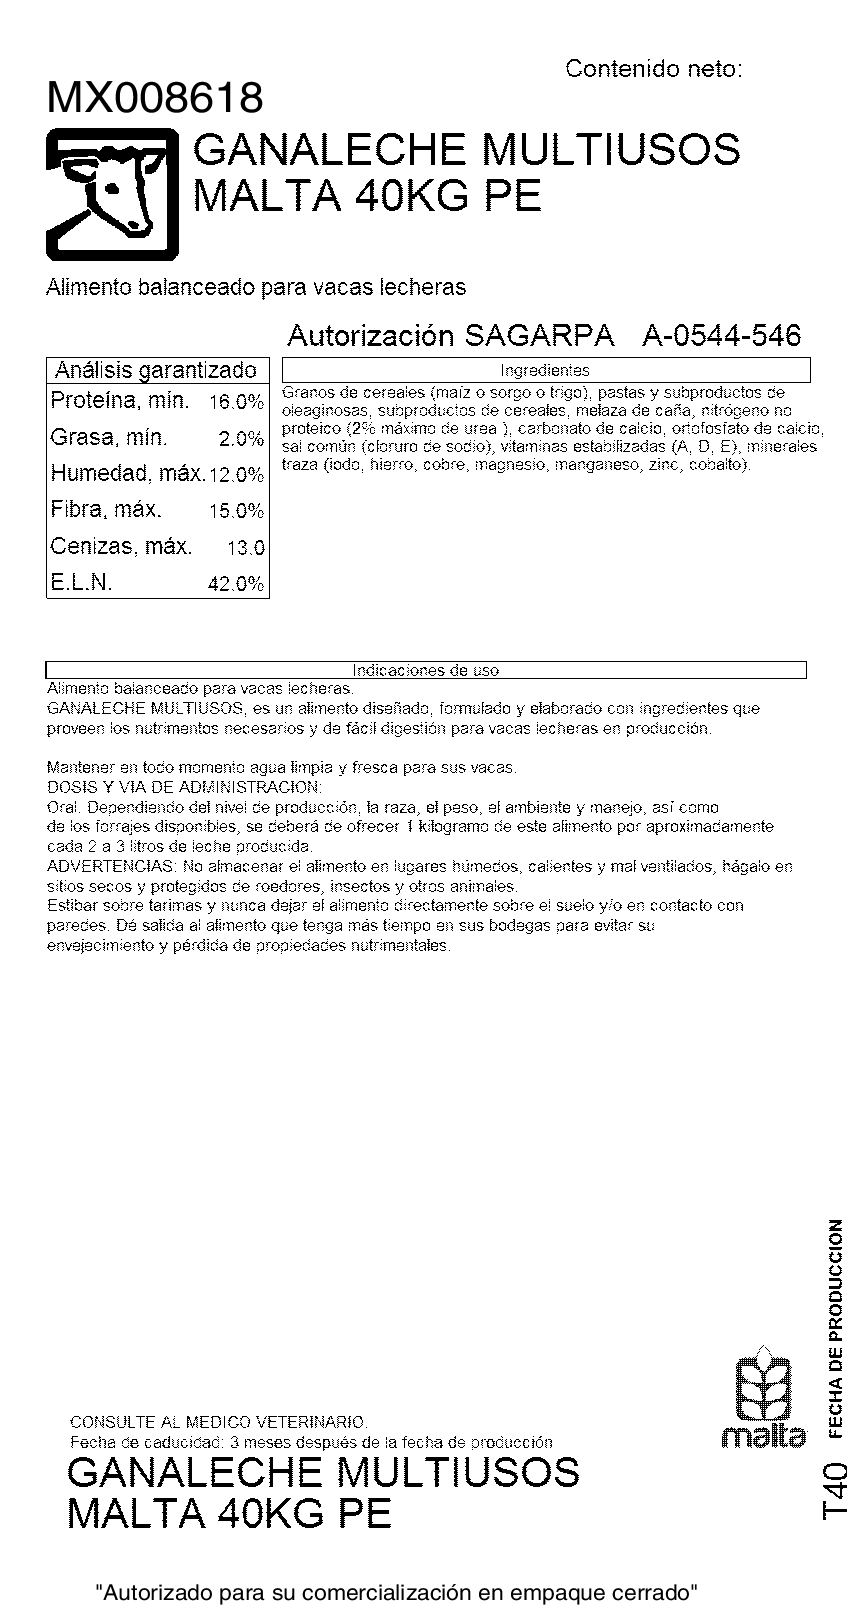 Contenido neto:
MX008618
GANALECHE MULTIUSOS
MALTA 40KG PE
Alimento balanceado para vacas lecheras
Autorización SAGARPA A-0544-546
Análisis garantizado
Proteína, mín. 16.0%
Grasa, mín. 2.0%
Humedad, máx. 12.0%
Fibra, máx. 15.0%
Cenizas, máx. 13.0
E.L.N. 42.0%
Ingredientes
Granos de cereales (maíz o sorgo o trigo), pastas y subproductos de
oleaginosas, subproductos de cereales, melaza de caña, nitrógeno no
proteico (2% máximo de urea ), carbonato de calcio, ortofosfato de calcio,
sal común (cloruro de sodio), vitaminas estabilizadas (A, D, E), minerales
traza (iodo, hierro, cobre, magnesio, manganeso, zinc, cobalto).
Indicaciones de uso
Alimento balanceado para vacas lecheras.
GANALECHE MULTIUSOS, es un alimento diseñado, formulado y elaborado con ingredientes que
proveen los nutrimentos necesarios y de fácil digestión para vacas lecheras en producción.
Mantener en todo momento agua limpia y fresca para sus vacas.
DOSIS Y VIA DE ADMINISTRACION:
Oral. Dependiendo del nivel de producción, la raza, el peso, el ambiente y manejo, así como
de los forrajes disponibles, se deberá de ofrecer 1 kilogramo de este alimento por aproximadamente
cada 2 a 3 litros de leche producida.
ADVERTENCIAS: No almacenar el alimento en lugares húmedos, calientes y mal ventilados, hágalo en
sitios secos y protegidos de roedores, insectos y otros animales.
Estibar sobre tarimas y nunca dejar el alimento directamente sobre el suelo y/o en contacto con
paredes. Dé salida al alimento que tenga más tiempo en sus bodegas para evitar su
envejecimiento y pérdida de propiedades nutrimentales.
FECHA DE PRODUCCION
T40
malta
CONSULTE AL MEDICO VETERINARIO.
Fecha de caducidad: 3 meses después de la fecha de producción
GANALECHE MULTIUSOS
MALTA 40KG PE
"Autorizado para su comercialización en empaque cerrado"